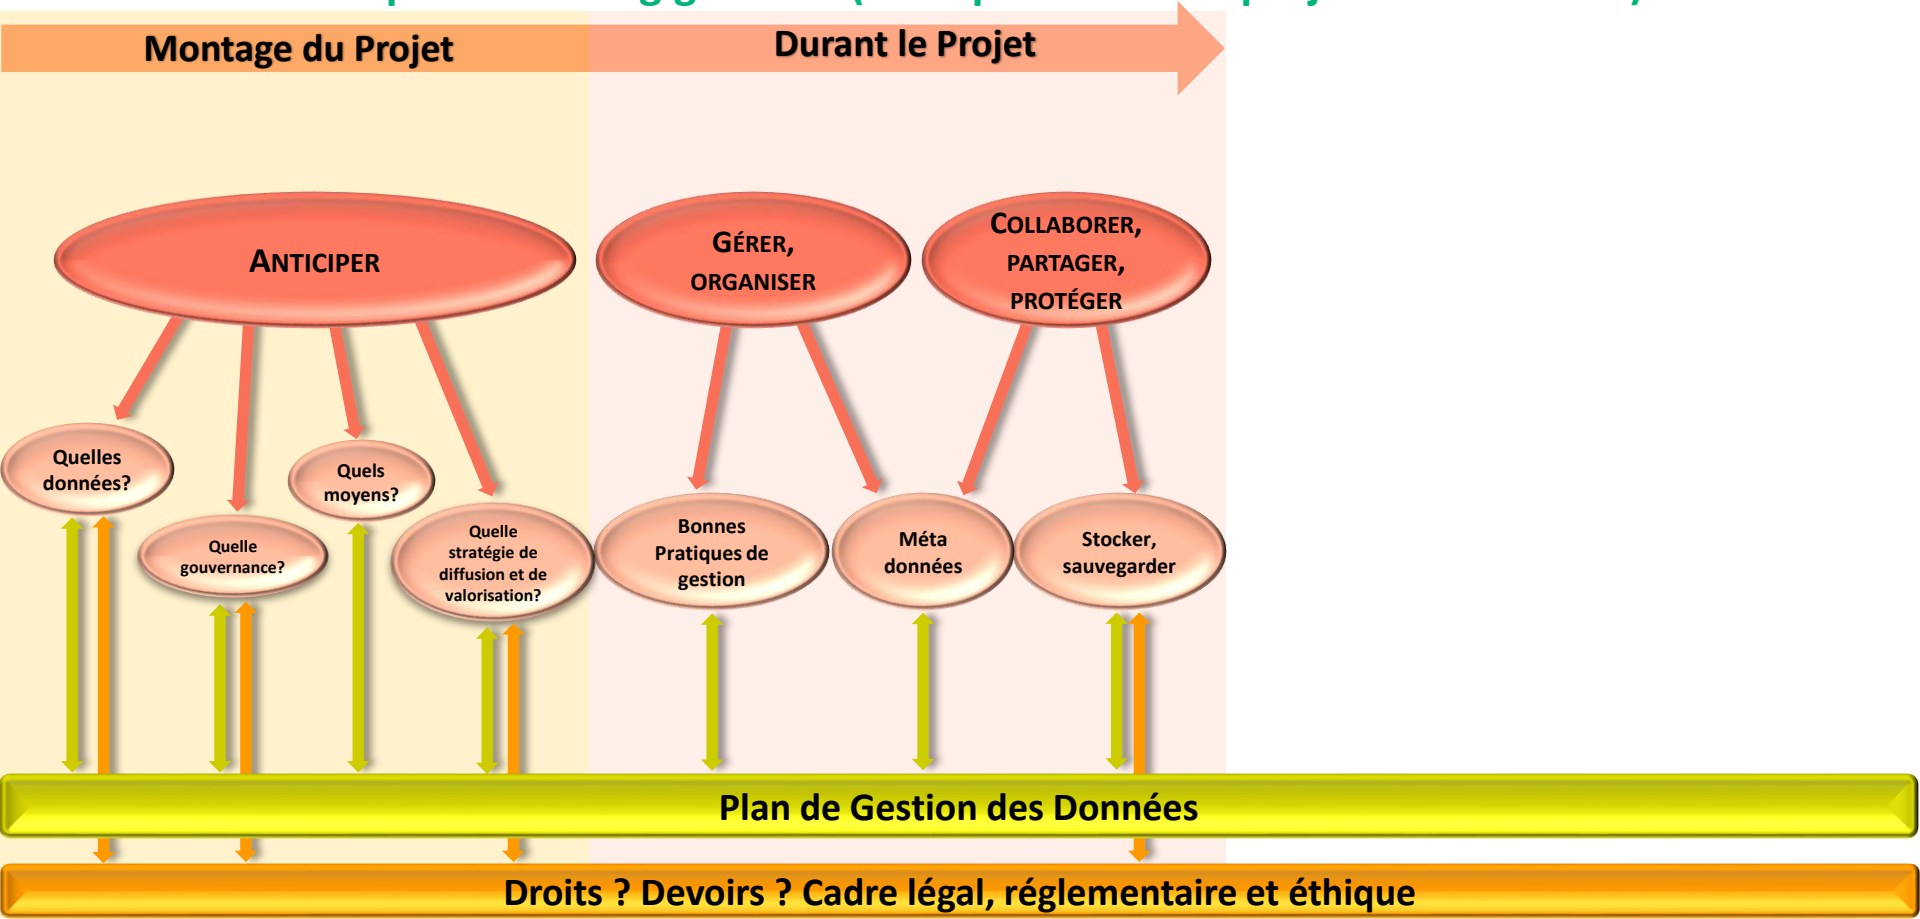 Montage du Projet
Durant le Projet
ANTICIPER
GÉRER,
ORGANISER
COLLABORER,
PARTAGER,
PROTÉGER
Quelles
données?
Quelle
gouvernance?
Quels
moyens?
Quelle
stratégie de
diffusion et de
valorisation?
Bonnes
Pratiques de
gestion
Méta
données
Stocker,
sauvegarder
Plan de Gestion des Données
Droits ? Devoirs ? Cadre légal, réglementaire et éthique